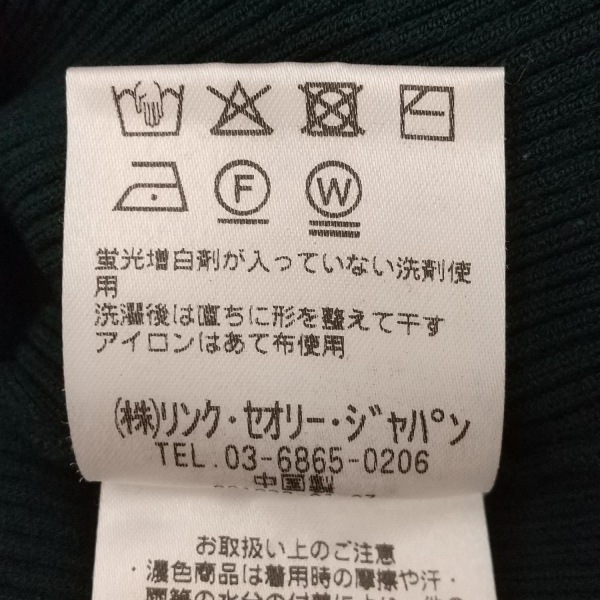 F W
蛍光増白剤が入っていない洗剤使
用
洗濯後は直ちに形を整えて干す
アイロンはあて布使用
(株)リンク・セオリー・ジャパン
TEL.03-6865-0206
中国製
お取扱い上のご注意
・濃色商品は着用時の摩擦や汗・